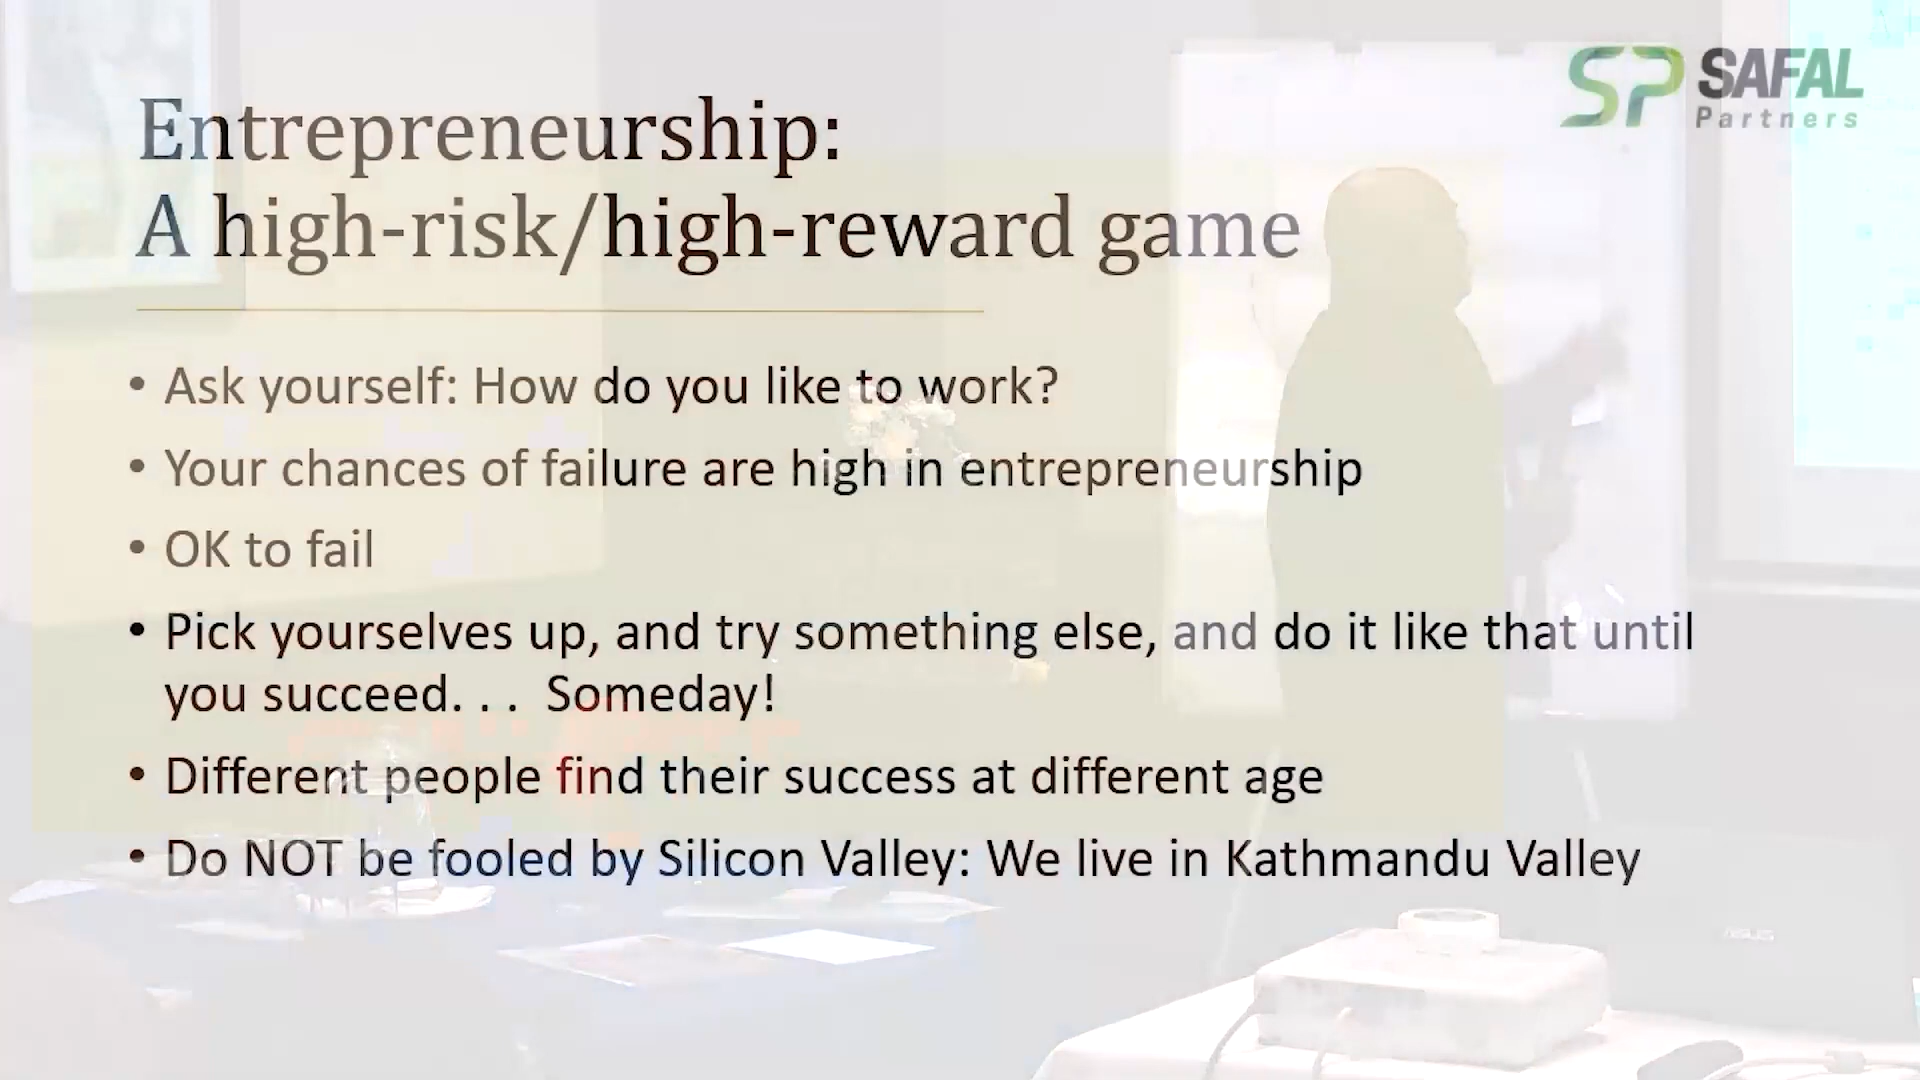 SP SAFAL
Partners
Entrepreneurship:
A high-risk/high-reward game
• Ask yourself: How do you like to work?
• Your chances of failure are high in entrepreneurship
• OK to fail
• Pick yourselves up, and try something else, and do it like that until
you succeed. . .  Someday!
• Different people find their success at different age
• Do NOT be fooled by Silicon Valley: We live in Kathmandu Valley
ASUS